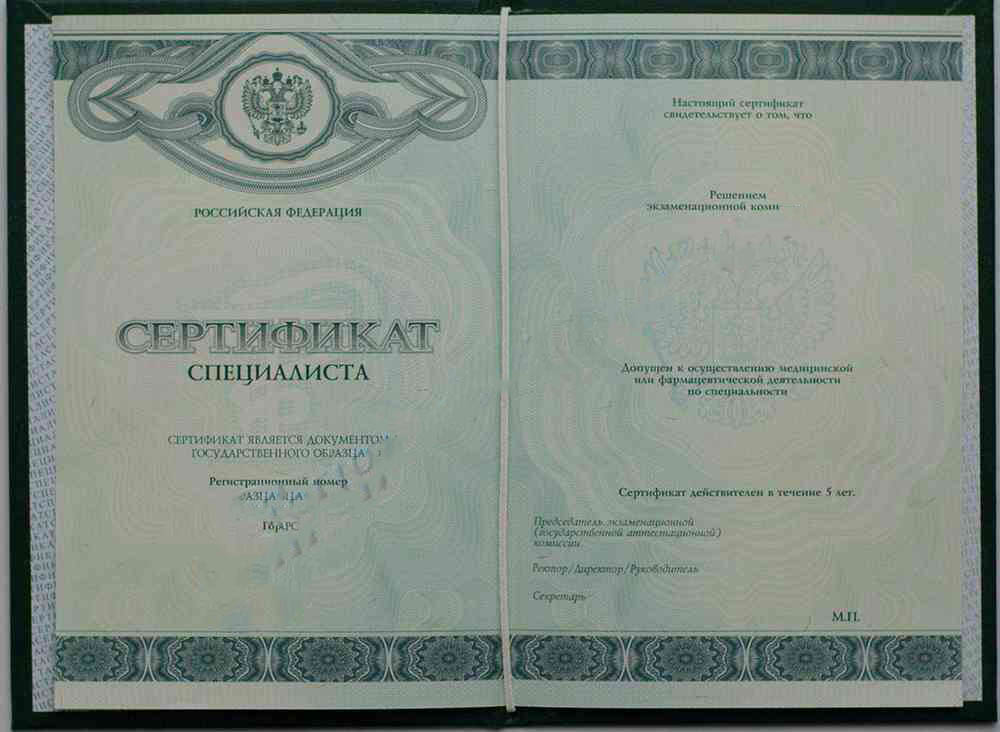 РОССИЙСКАЯ ФЕДЕРАЦИЯ
СЕРТИФИКАТ
СПЕЦИАЛИСТА
СЕРТИФИКАТ ЯВЛЯЕТСЯ ДОКУМЕНТОМ
ГОСУДАРСТВЕННОГО ОБРАЗЦА
Регистрационный номер
Настоящий сертификат
свидетельствует о том, что
Решением
экзаменационной коми
Допущен к осуществлению медицинской
или фармацевтической деятельности
по специальности
Сертификат действителен в течение 5 лет.
Председатель экзаменационной
(государственной аттестационной)
комиссии
Ректор/Директор/Руководитель
Секретарь
М.П.